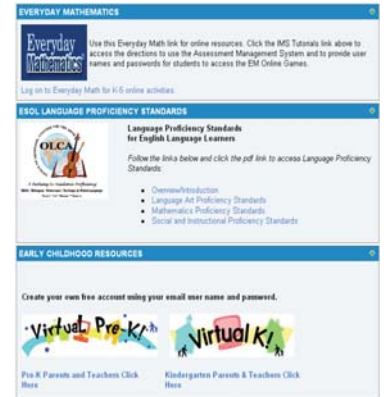 EVERYDAY MATHEMATICS
Everyday
Mathematics
Use this Everyday Math link for online resources. Click the IMS Tutorials link above to
access the directions to use the Assessment Management System and to provide user
names and passwords for students to access the EM Online Games.
Log on to Everyday Math for K-5 online activities.
ESOL LANGUAGE PROFICIENCY STANDARDS
OLCA
Language Proficiency Standards
for English Language Learners
Follow the links below and click the pdf link to access Language Proficiency
Standards:
Overview/Introduction
Language Art Proficiency Standards
Mathematics Proficiency Standards
Social and Instructional Proficiency Standards
EARLY CHILDHOOD RESOURCES
Create your own free account using your email user name and password.
Virtual Pre-K!
Virtual K!
Pre-K Parents and Teachers Click
Here
Kindergarten Parents & Teachers Click
Here